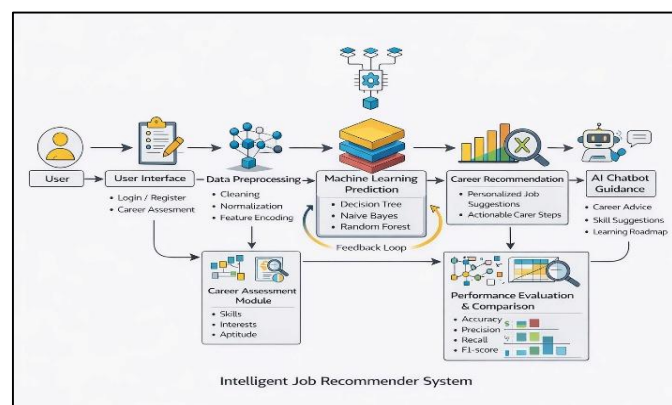 User
User Interface
• Login / Register
• Career Assesment
Data Preprocessing
• Cleaning
• Normalization
• Feature Encoding
Machine Learning
Prediction
• Decision Tree
• Naive Bayes
• Random Forest
Feedback Loop
Career Recommendation
• Personalized Job
Suggestions
• Actionable Carer Steps
AI Chatbot
Guidance
• Career Advice
• Skill Suggestions
• Learning Roadmap
Career Assessment
Module
• Skills
• Interests
• Aptitude
Performance Evaluation
& Comparison
• Accuracy
• Precision
• Recall
• F1-score
Intelligent Job Recommender System